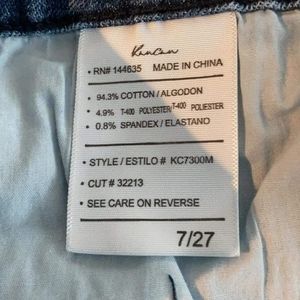 KanCan
• RN# 144635 MADE IN CHINA
• 94.3% COTTON / ALGODON
• 4.9% T-400 POLYESTER/T-400 POLIESTER
• 0.8% SPANDEX / ELASTANO
• STYLE / ESTILO # KC7300M
• CUT # 32213
• SEE CARE ON REVERSE
7/27